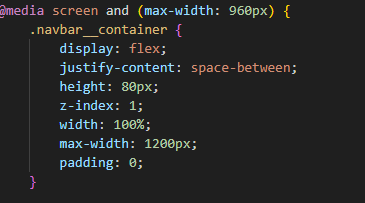 @media screen and (max-width: 960px) {
    .navbar__container {
        display: flex;
        justify-content: space-between;
        height: 80px;
        z-index: 1;
        width: 100%;
        max-width: 1200px;
        padding: 0;
    }